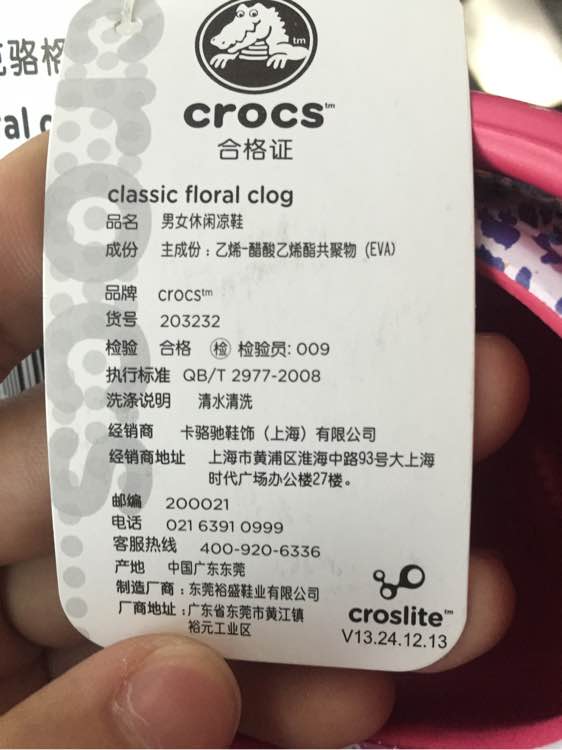 克骆格
ral c
crocs
tm
crocs™
合格证
classic floral clog
品名 男女休闲凉鞋
成份 主成份：乙烯-醋酸乙烯酯共聚物 (EVA)
品牌 crocs™
货号 203232
检验 合格 检 检验员: 009
执行标准 QB/T 2977-2008
洗涤说明 清水清洗
经销商 卡骆驰鞋饰（上海）有限公司
经销商地址 上海市黄浦区淮海中路93号大上海
时代广场办公楼27楼。
邮编 200021
电话 021 6391 0999
客服热线 400-920-6336
产地 中国广东东莞
制造厂商：东莞裕盛鞋业有限公司
厂商地址：广东省东莞市黄江镇
裕元工业区
croslite™
V13.24.12.13